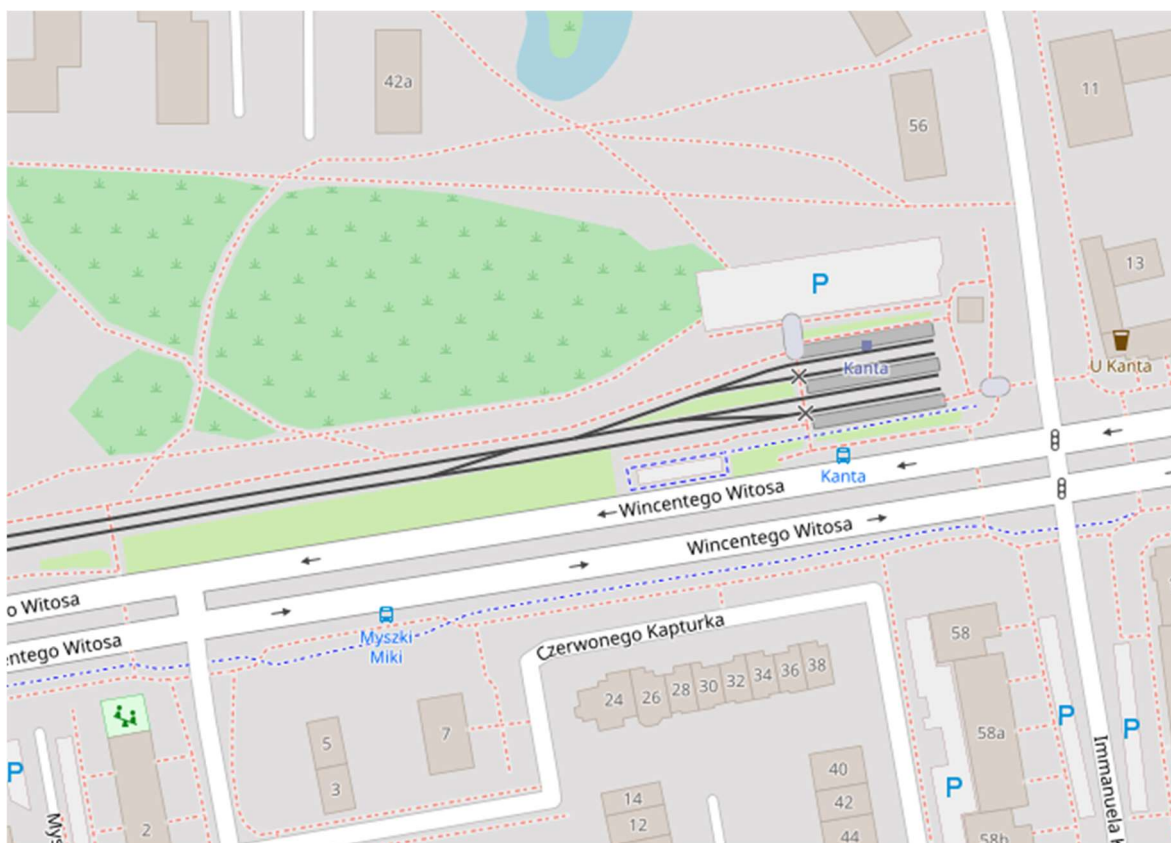 42a
56
11
P
13
Kanta
U Kanta
Kanta
Wincentego Witosa
Wincentego Witosa
o Witosa
entego Witosa
Myszki
Miki
Czerwonego Kapturka
24
26
28
30
32
34
36
38
58
5
7
3
58a
P
P
P
P
40
42
44
14
12
2
Mys
Immanuela K
58b